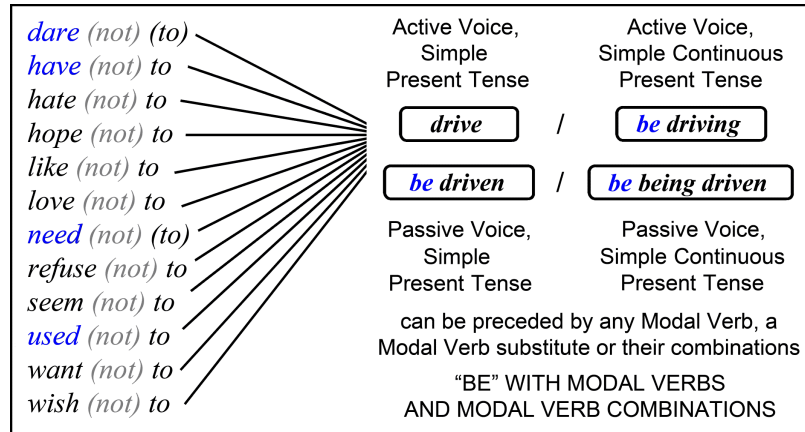 dare (not) (to)
have (not) to
hate (not) to
hope (not) to
like (not) to
love (not) to
need (not) (to)
refuse (not) to
seem (not) to
used (not) to
want (not) to
wish (not) to
Active Voice,
Simple
Present Tense
Active Voice,
Simple Continuous
Present Tense
drive / be driving
be driven / be being driven
Passive Voice,
Simple
Present Tense
Passive Voice,
Simple Continuous
Present Tense
can be preceded by any Modal Verb, a
Modal Verb substitute or their combinations
“BE” WITH MODAL VERBS
AND MODAL VERB COMBINATIONS